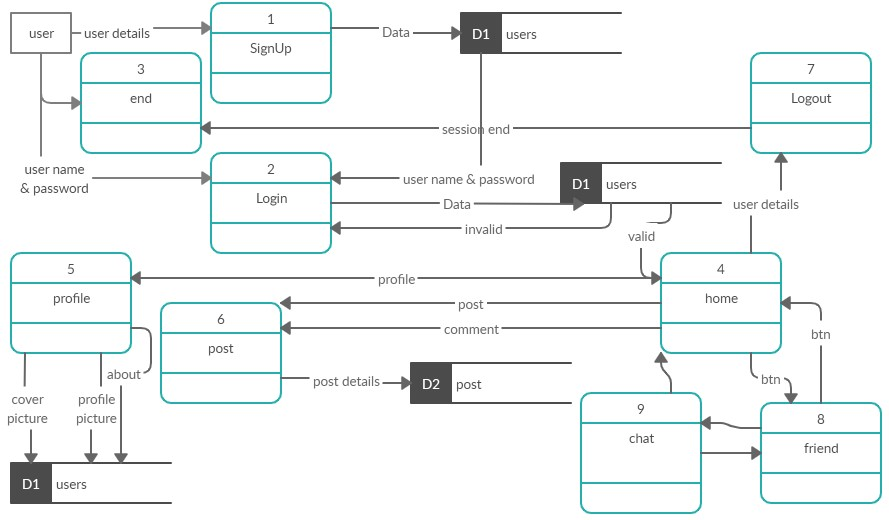 1
SignUp
user
user details
Data
D1 users
3
end
7
Logout
session end
2
Login
user name
& password
user name & password
D1 users
Data
user details
invalid
valid
5
profile
profile
4
home
6
post
post
comment
btn
about
post details
D2 post
btn
cover
picture
profile
picture
9
chat
8
friend
D1 users